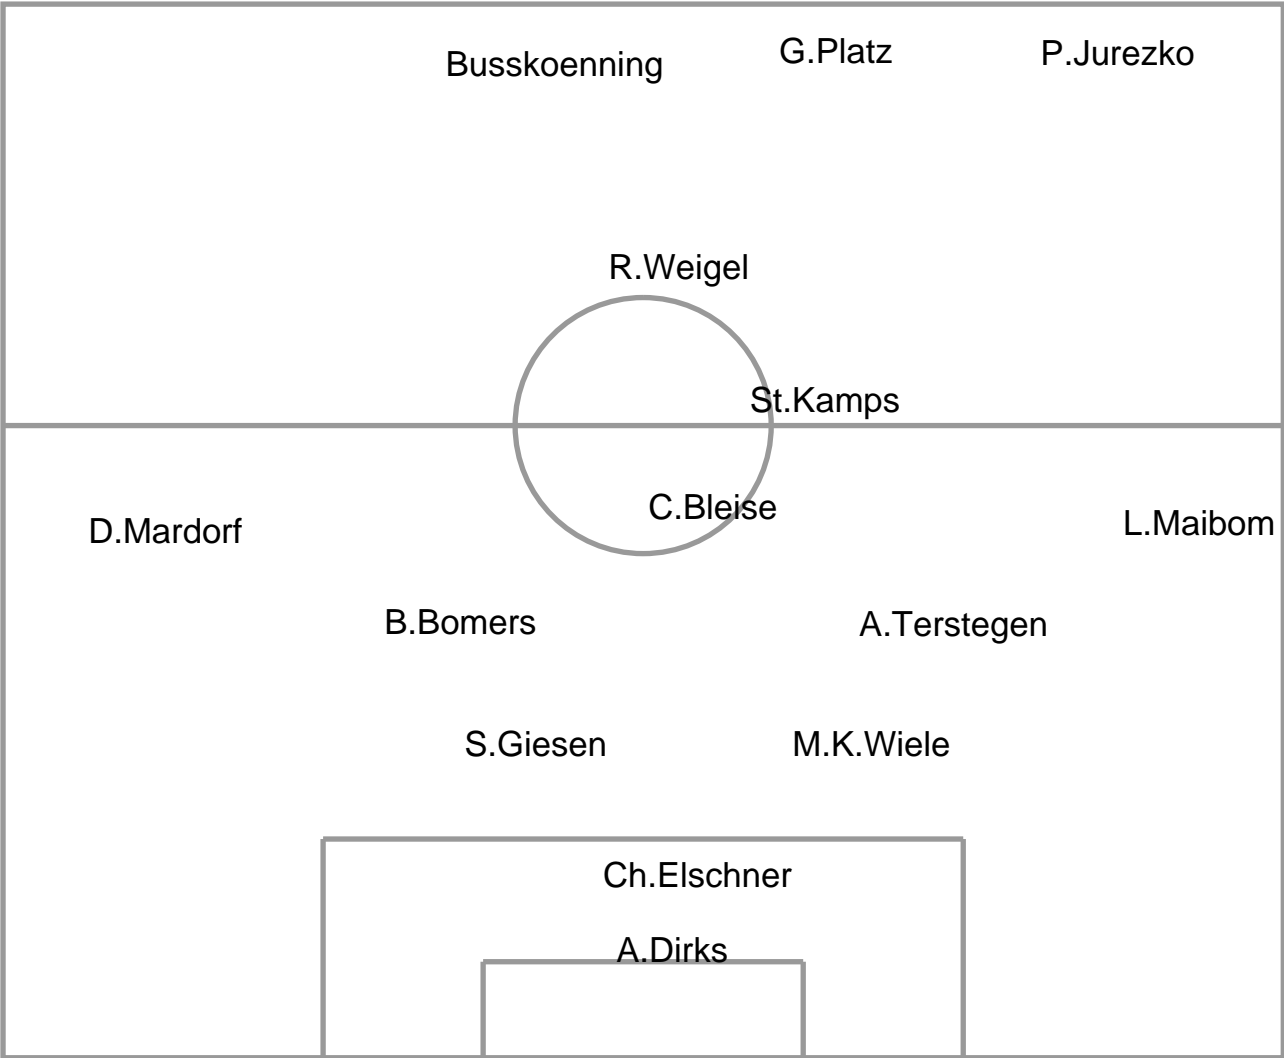 Busskoenning
G.Platz
P.Jurezko
R.Weigel
St.Kamps
C.Bleise
D.Mardorf
L.Maibom
B.Bomers
A.Terstegen
S.Giesen
M.K.Wiele
Ch.Elschner
A.Dirks